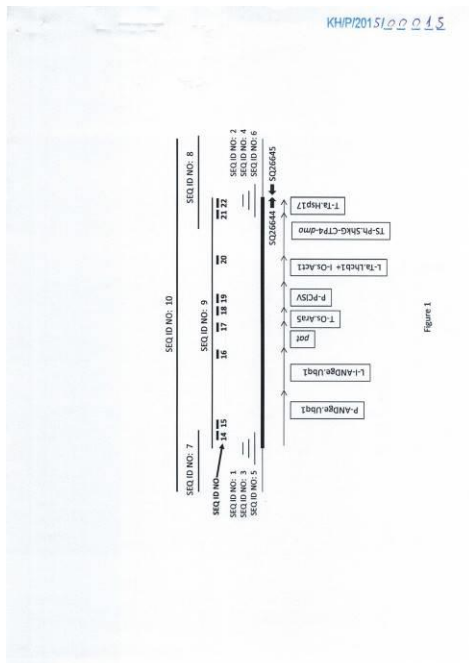 KH/P/2015/00015
SEQ ID NO: 10
SEQ ID NO: 7
SEQ ID NO: 8
SEQ ID NO: 9
SEQ ID NO
14 15 16 17 18 19 20 21 22
SEQ ID NO: 1
SEQ ID NO: 3
SEQ ID NO: 5
SEQ ID NO: 2
SEQ ID NO: 4
SEQ ID NO: 6
SQ26644
SQ26645
P-ANDge.Ubq1
L-I-ANDge.Ubq1
pat
T-Os.Ara5
P-PCISV
L-Ta.Lhcb1+ I-Os.Act1
TS-Ph.ShkG-CTP4-dmo
T-Ta.Hsp17
Figure 1